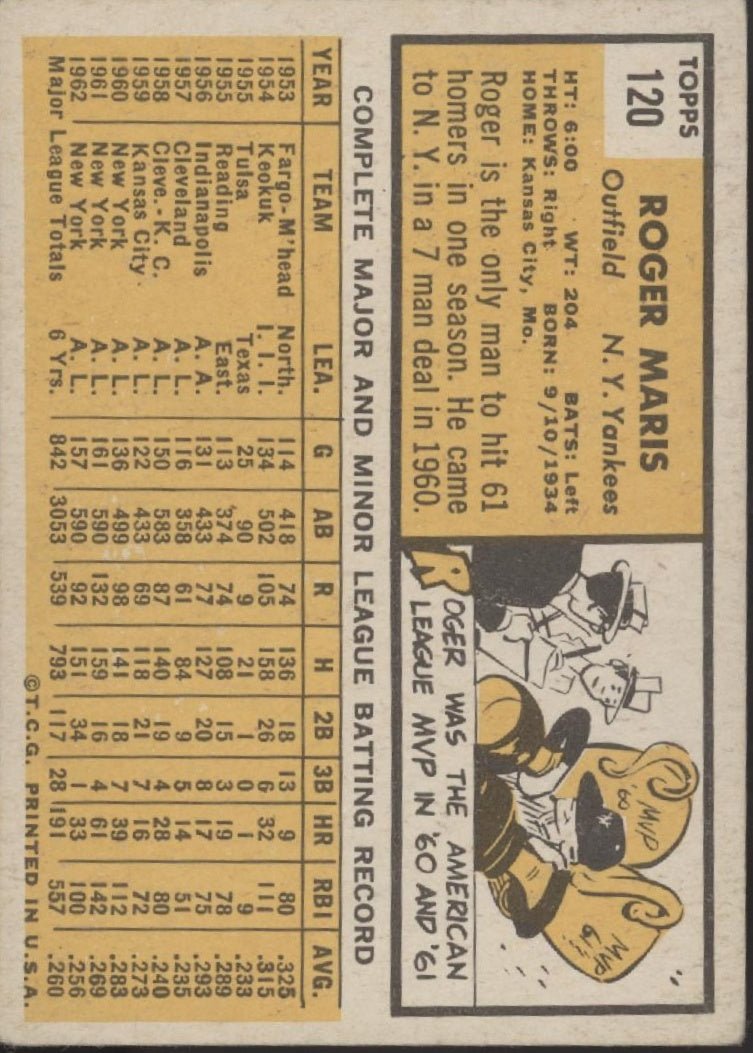 TOPPS
120
ROGER MARIS
Outfield N. Y. Yankees
HT: 6:00 WT: 204 BATS: Left
THROWS: Right BORN: 9/10/1934
HOME: Kansas City, Mo.
Roger is the only man to hit 61
homers in one season. He came
to N. Y. in a 7 man deal in 1960.
'60 MVP
MVP '61
ROGER WAS THE AMERICAN
LEAGUE MVP IN '60 AND '61
COMPLETE MAJOR AND MINOR LEAGUE BATTING RECORD
YEAR TEAM LEA. G AB R H 2B 3B HR RBI AVG.
1953 Fargo-M'head North. 114 418 74 136 18 13 9 80 .325
1954 Keokuk I. I. I. 134 502 105 158 26 6 32 111 .315
1955 Tulsa Texas 25 90 9 21 1 0 1 9 .233
1955 Reading East. 113 374 74 108 15 3 19 78 .289
1956 Indianapolis A. A. 131 433 77 127 20 8 17 75 .293
1957 Cleveland A. L. 116 358 61 84 9 5 14 51 .235
1958 Cleve.-K. C. A. L. 150 583 87 140 19 4 28 80 .240
1959 Kansas City A. L. 122 433 69 118 21 7 16 72 .273
1960 New York A. L. 136 499 98 141 18 7 39 112 .283
1961 New York A. L. 161 590 132 159 16 4 61 142 .269
1962 New York A. L. 157 590 92 151 34 1 33 100 .256
Major League Totals 6 Yrs. 842 3053 539 793 117 28 191 557 .260
©T.C.G. PRINTED IN U.S.A.